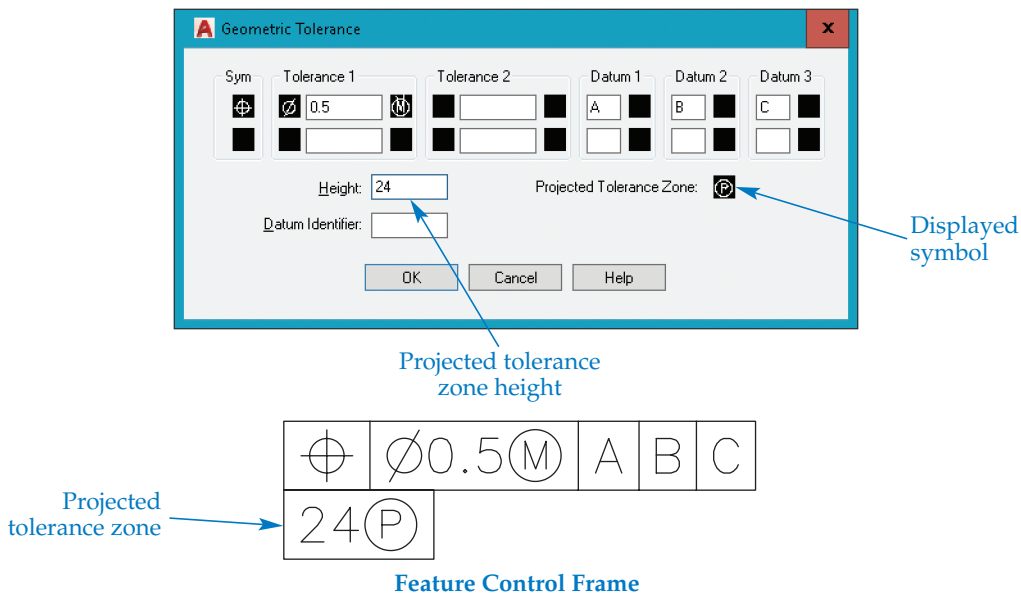 A Geometric Tolerance x
Sym Tolerance 1 Tolerance 2 Datum 1 Datum 2 Datum 3
⌖ Ø 0.5 Ⓜ A B C
Height: 24 Projected Tolerance Zone: Ⓟ
Datum Identifier:
OK Cancel Help
Displayed
symbol
Projected tolerance
zone height
⌖ Ø0.5Ⓜ A B C
Projected
tolerance zone
24Ⓟ
Feature Control Frame